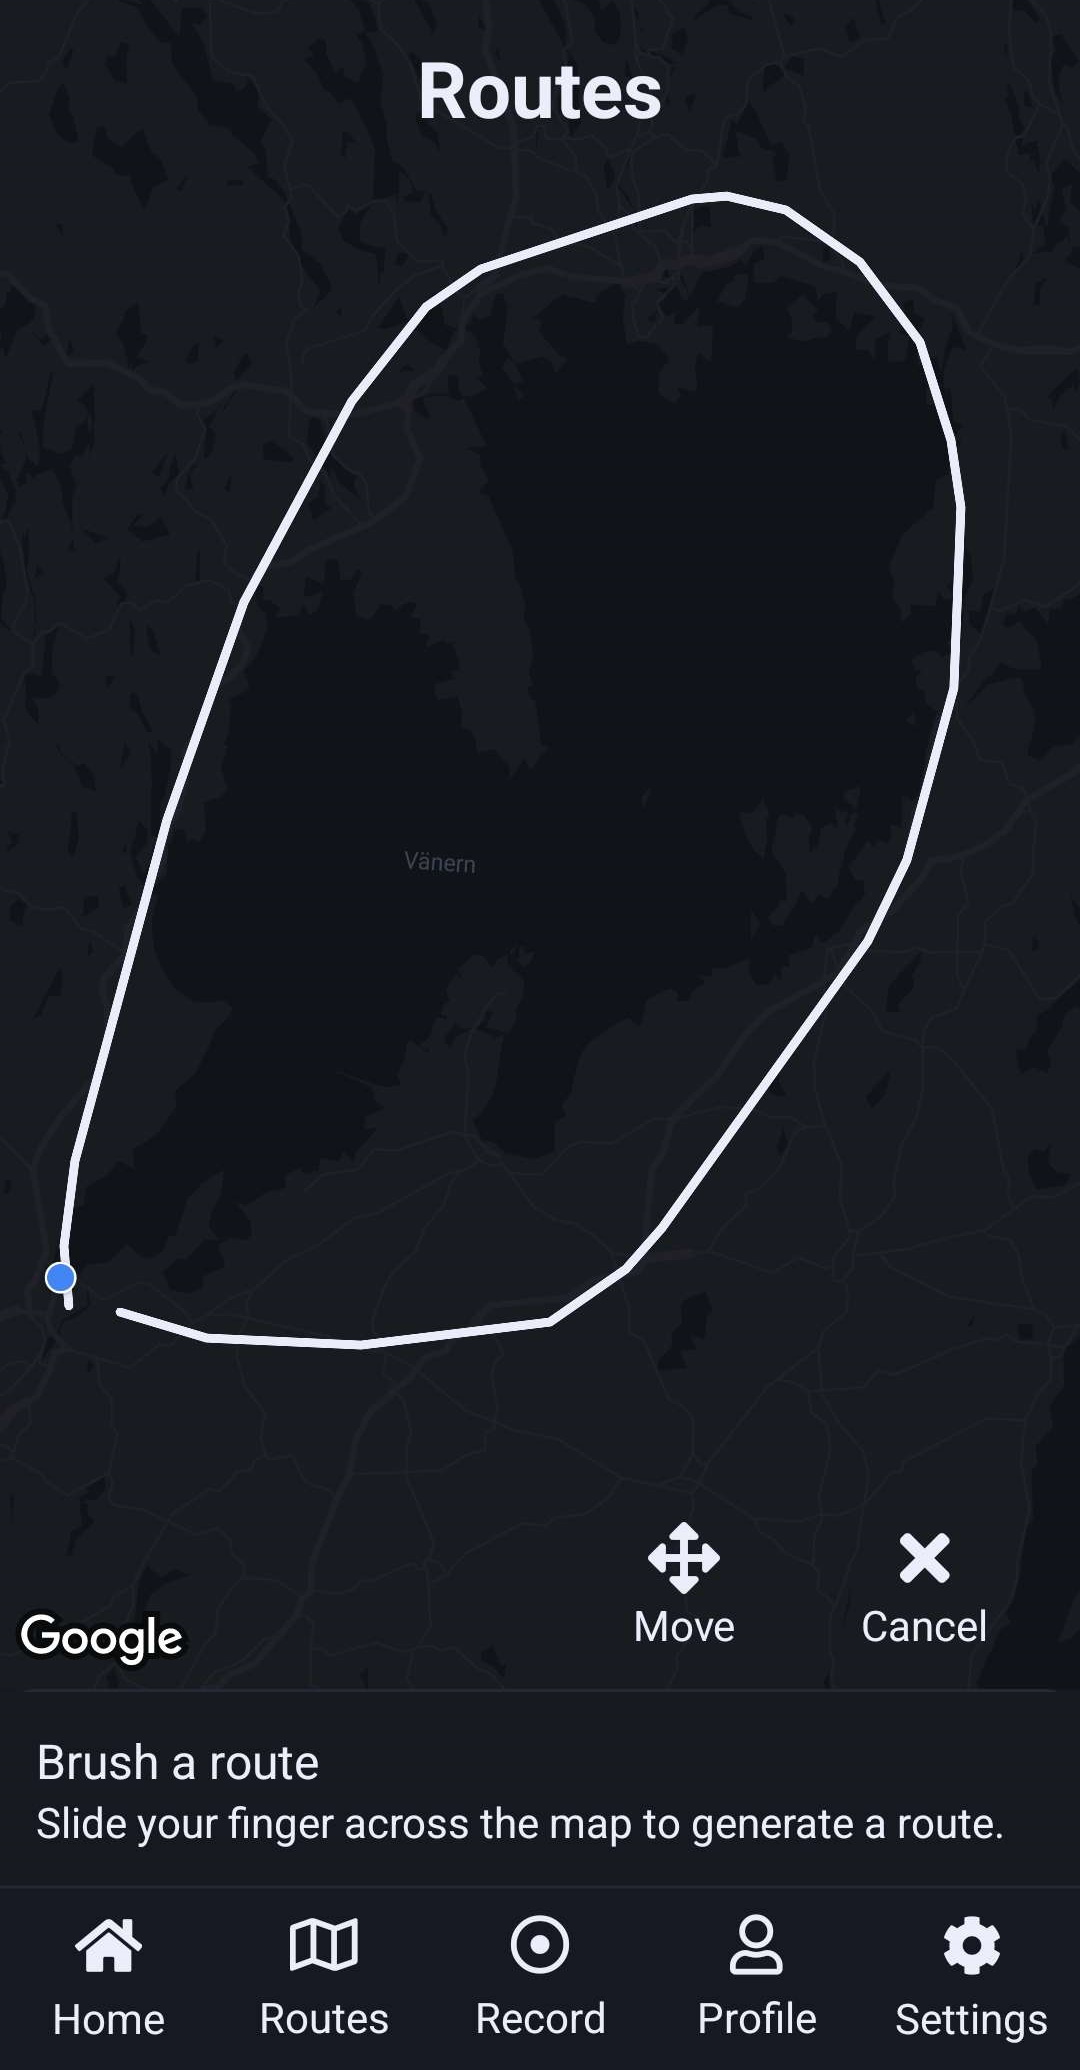 Routes
Vänern
Move
Cancel
Google
Brush a route
Slide your finger across the map to generate a route.
Home
Routes
Record
Profile
Settings